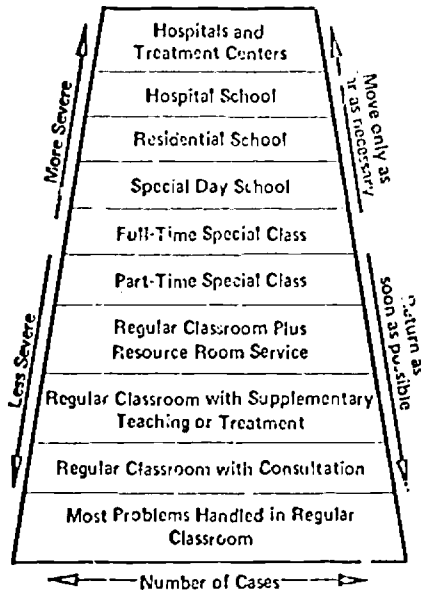 Hospitals and
Treatment Centers
Hospital School
Residential School
Special Day School
Full-Time Special Class
Part-Time Special Class
Regular Classroom Plus
Resource Room Service
Regular Classroom with Supplementary
Teaching or Treatment
Regular Classroom with Consultation
Most Problems Handled in Regular
Classroom
Number of Cases
More Severe
Less Severe
Move only as
as necessary
as
soon as possible